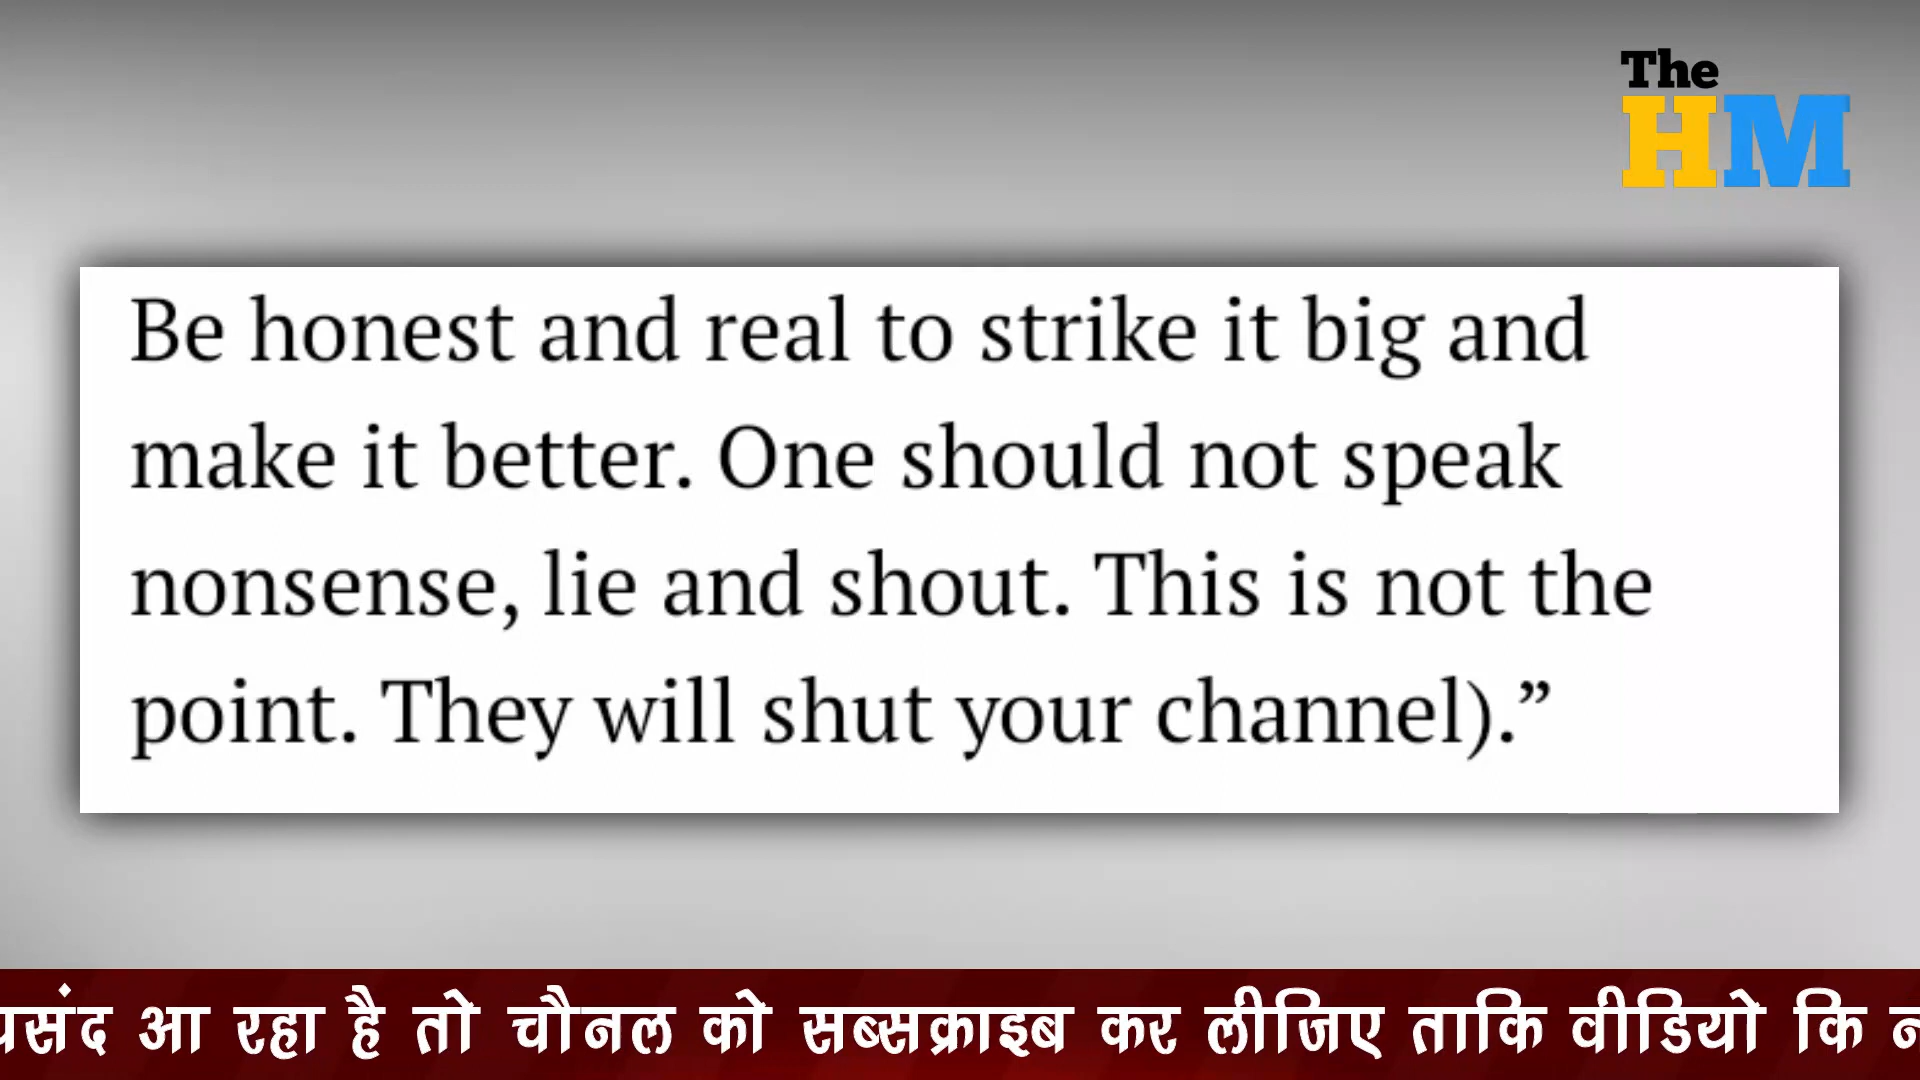 The
HM
Be honest and real to strike it big and
make it better. One should not speak
nonsense, lie and shout. This is not the
point. They will shut your channel).”
आ रहा है तो चौनल को सब्सक्राइब कर लीजिए ताकि वीडियो कि